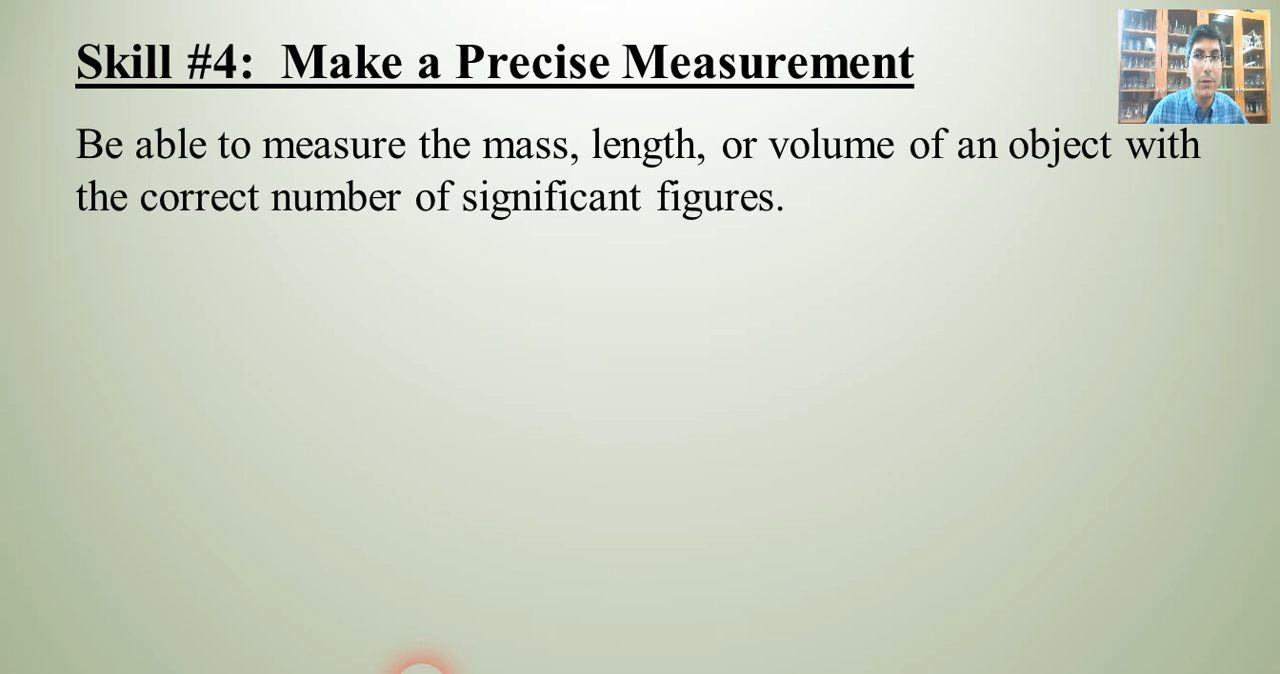 Skill #4:  Make a Precise Measurement
Be able to measure the mass, length, or volume of an object with
the correct number of significant figures.